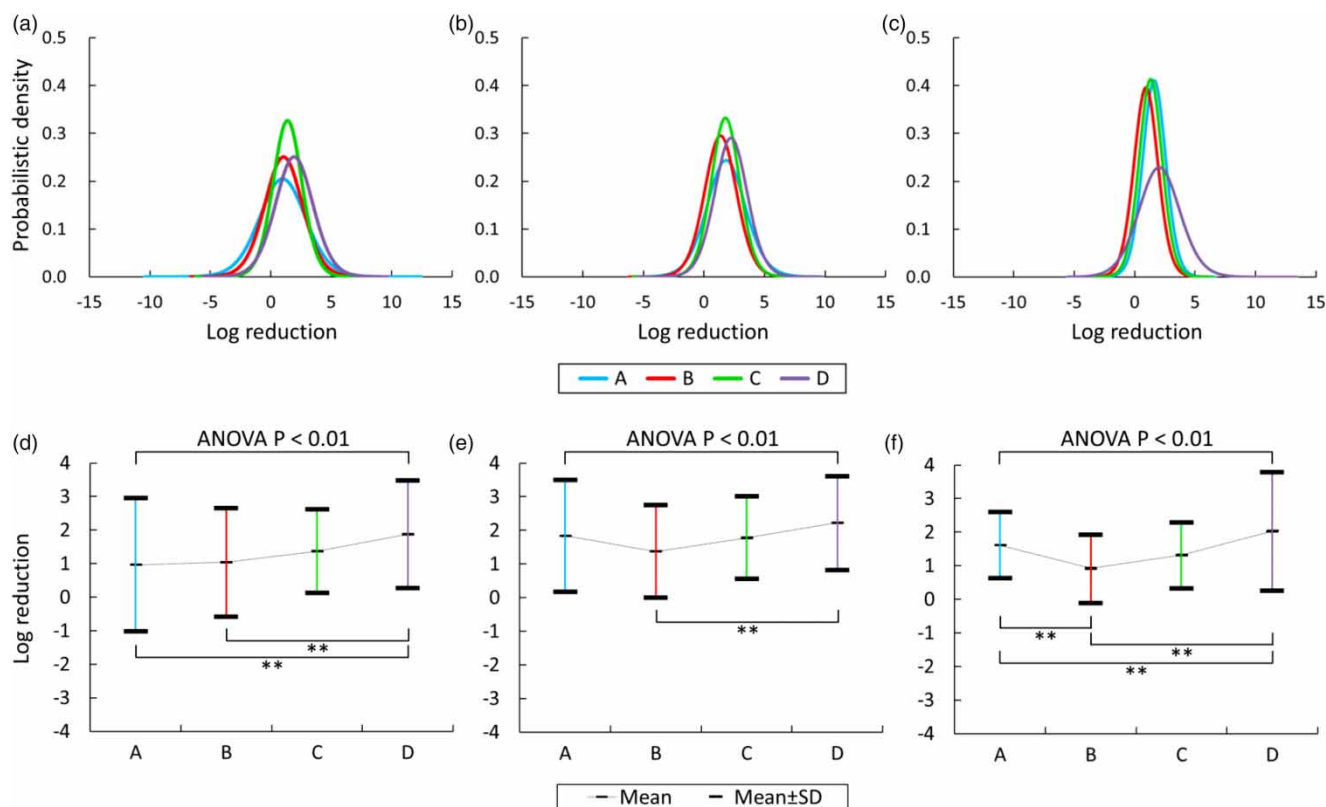 (a)
0.5
0.4
0.3
0.2
0.1
0.0
Probabilistic density
-15 -10 -5 0 5 10 15
Log reduction
(b)
0.5
0.4
0.3
0.2
0.1
0.0
-15 -10 -5 0 5 10 15
Log reduction
(c)
0.5
0.4
0.3
0.2
0.1
0.0
-15 -10 -5 0 5 10 15
Log reduction
A B C D
(d)
ANOVA P < 0.01
4
3
2
1
0
-1
-2
-3
-4
Log reduction
**
**
A B C D
(e)
ANOVA P < 0.01
4
3
2
1
0
-1
-2
-3
-4
**
A B C D
(f)
ANOVA P < 0.01
4
3
2
1
0
-1
-2
-3
-4
**
**
**
A B C D
Mean Mean±SD